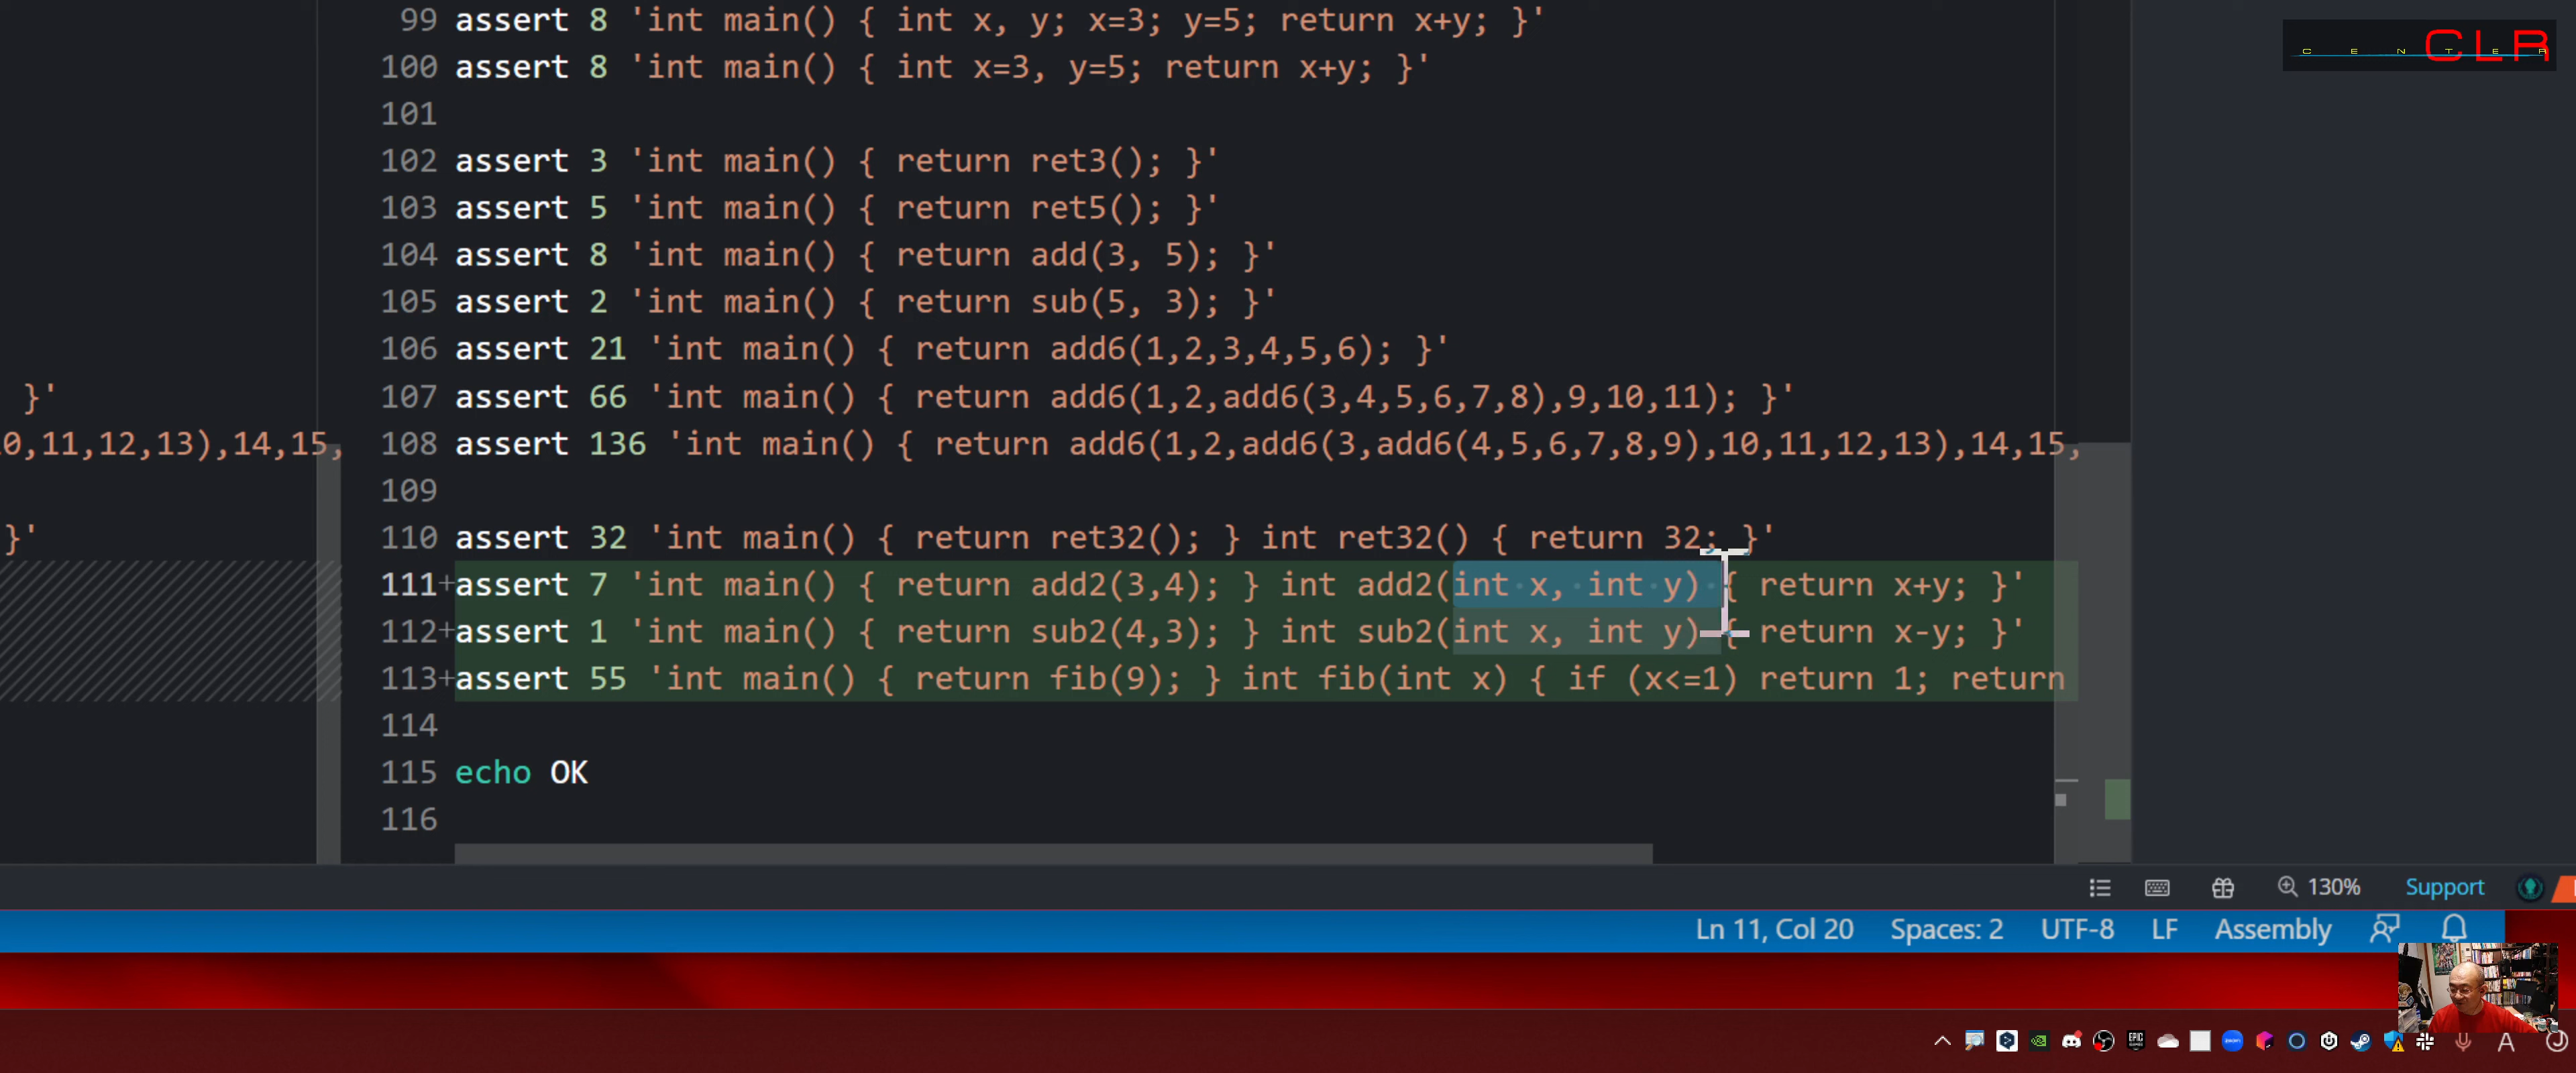 CENTER CLR
99 assert 8 'int main() { int x, y; x=3; y=5; return x+y; }'
100 assert 8 'int main() { int x=3, y=5; return x+y; }'
101
102 assert 3 'int main() { return ret3(); }'
103 assert 5 'int main() { return ret5(); }'
104 assert 8 'int main() { return add(3, 5); }'
105 assert 2 'int main() { return sub(5, 3); }'
106 assert 21 'int main() { return add6(1,2,3,4,5,6); }'
}'
107 assert 66 'int main() { return add6(1,2,add6(3,4,5,6,7,8),9,10,11); }'
0,11,12,13),14,15,
108 assert 136 'int main() { return add6(1,2,add6(3,add6(4,5,6,7,8,9),10,11,12,13),14,15,
109
}'
110 assert 32 'int main() { return ret32(); } int ret32() { return 32; }'
111+ assert 7 'int main() { return add2(3,4); } int add2(int x, int y) { return x+y; }'
112+ assert 1 'int main() { return sub2(4,3); } int sub2(int x, int y) { return x-y; }'
113+ assert 55 'int main() { return fib(9); } int fib(int x) { if (x<=1) return 1; return
114
115 echo OK
116
130% Support
Ln 11, Col 20 Spaces: 2 UTF-8 LF Assembly
A